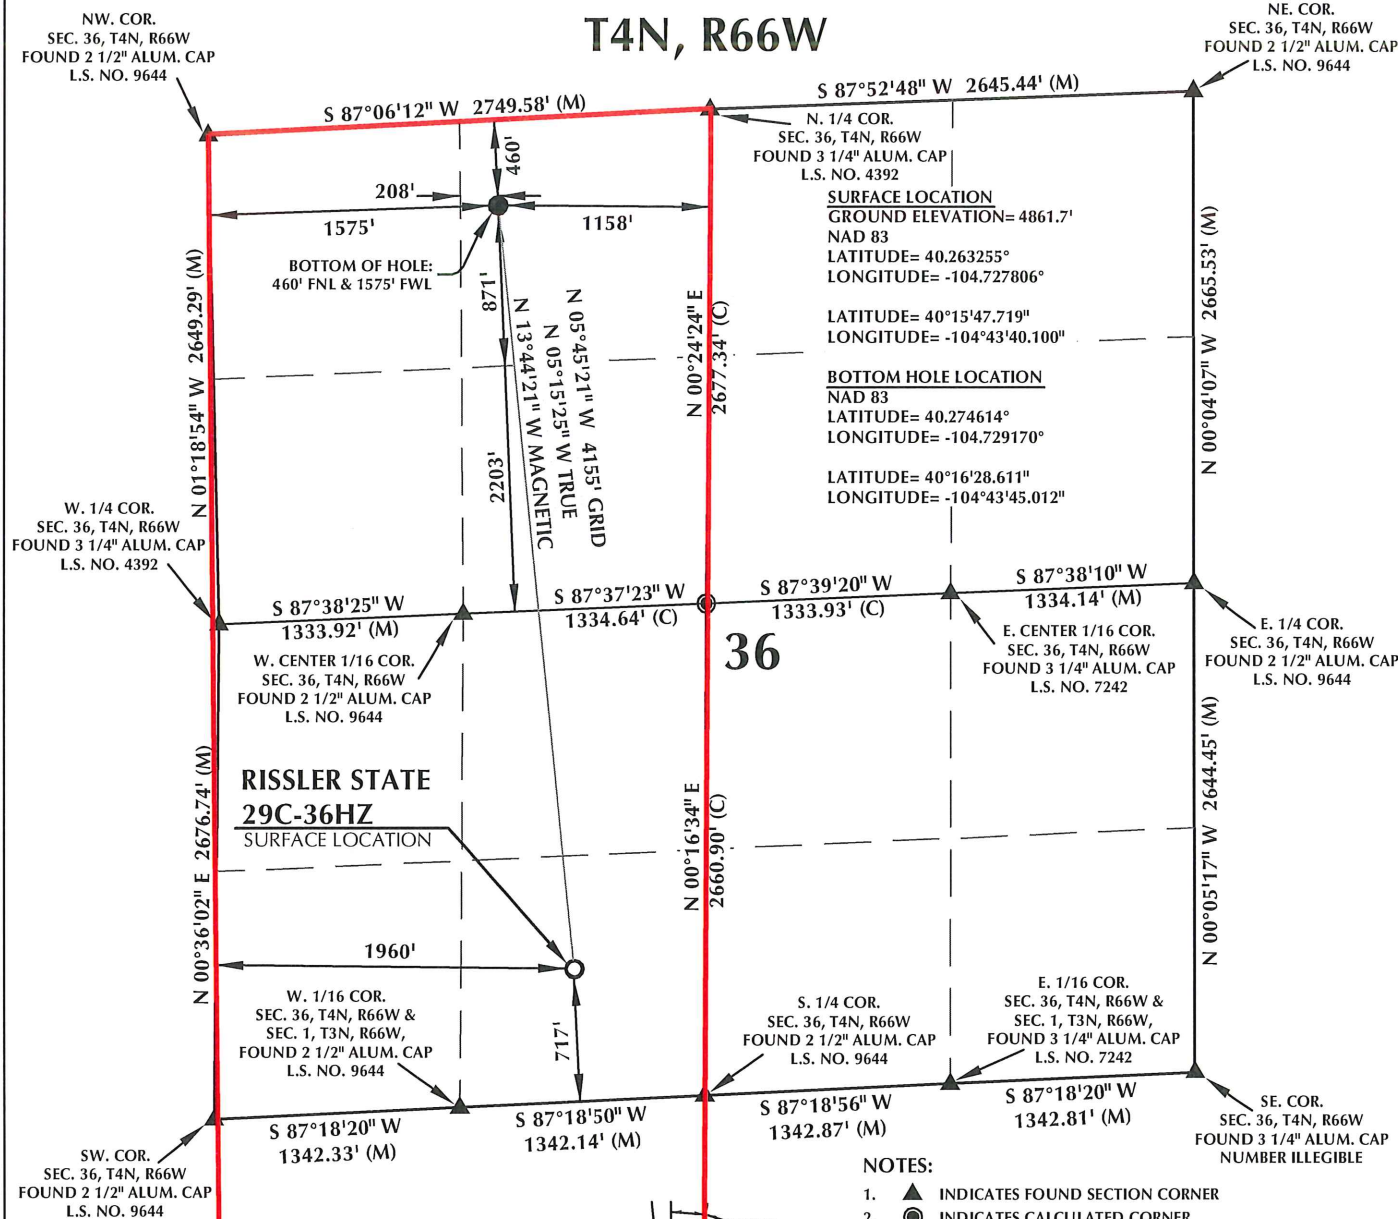 T4N, R66W
NW. COR.
SEC. 36, T4N, R66W
FOUND 2 1/2" ALUM. CAP
L.S. NO. 9644
NE. COR.
SEC. 36, T4N, R66W
FOUND 2 1/2" ALUM. CAP
L.S. NO. 9644
S 87°06'12" W 2749.58' (M)
S 87°52'48" W 2645.44' (M)
N. 1/4 COR.
SEC. 36, T4N, R66W
FOUND 3 1/4" ALUM. CAP
L.S. NO. 4392
460'
208'
1575'
1158'
BOTTOM OF HOLE:
460' FNL & 1575' FWL
SURFACE LOCATION
GROUND ELEVATION= 4861.7'
NAD 83
LATITUDE= 40.263255°
LONGITUDE= -104.727806°
LATITUDE= 40°15'47.719"
LONGITUDE= -104°43'40.100"
BOTTOM HOLE LOCATION
NAD 83
LATITUDE= 40.274614°
LONGITUDE= -104.729170°
LATITUDE= 40°16'28.611"
LONGITUDE= -104°43'45.012"
N 01°18'54" W 2649.29' (M)
871'
2203'
N 05°45'21" W 4155' GRID
N 05°15'25" W TRUE
N 13°44'21" W MAGNETIC
N 00°24'24" E
2677.34' (C)
N 00°04'07" W 2665.53' (M)
W. 1/4 COR.
SEC. 36, T4N, R66W
FOUND 3 1/4" ALUM. CAP
L.S. NO. 4392
S 87°38'25" W
1333.92' (M)
S 87°37'23" W
1334.64' (C)
S 87°39'20" W
1333.93' (C)
S 87°38'10" W
1334.14' (M)
36
W. CENTER 1/16 COR.
SEC. 36, T4N, R66W
FOUND 2 1/2" ALUM. CAP
L.S. NO. 9644
E. CENTER 1/16 COR.
SEC. 36, T4N, R66W
FOUND 3 1/4" ALUM. CAP
L.S. NO. 7242
E. 1/4 COR.
SEC. 36, T4N, R66W
FOUND 2 1/2" ALUM. CAP
L.S. NO. 9644
N 00°36'02" E 2676.74' (M)
RISSLER STATE
29C-36HZ
SURFACE LOCATION
N 00°16'34" E
2660.90' (C)
N 00°05'17" W 2644.45' (M)
1960'
717'
W. 1/16 COR.
SEC. 36, T4N, R66W &
SEC. 1, T3N, R66W,
FOUND 2 1/2" ALUM. CAP
L.S. NO. 9644
S. 1/4 COR.
SEC. 36, T4N, R66W
FOUND 2 1/2" ALUM. CAP
L.S. NO. 9644
E. 1/16 COR.
SEC. 36, T4N, R66W &
SEC. 1, T3N, R66W,
FOUND 3 1/4" ALUM. CAP
L.S. NO. 7242
S 87°18'20" W
1342.33' (M)
S 87°18'50" W
1342.14' (M)
S 87°18'56" W
1342.87' (M)
S 87°18'20" W
1342.81' (M)
SW. COR.
SEC. 36, T4N, R66W
FOUND 2 1/2" ALUM. CAP
L.S. NO. 9644
SE. COR.
SEC. 36, T4N, R66W
FOUND 3 1/4" ALUM. CAP
NUMBER ILLEGIBLE
NOTES:
1. INDICATES FOUND SECTION CORNER
2. INDICATES CALCULATED CORNER